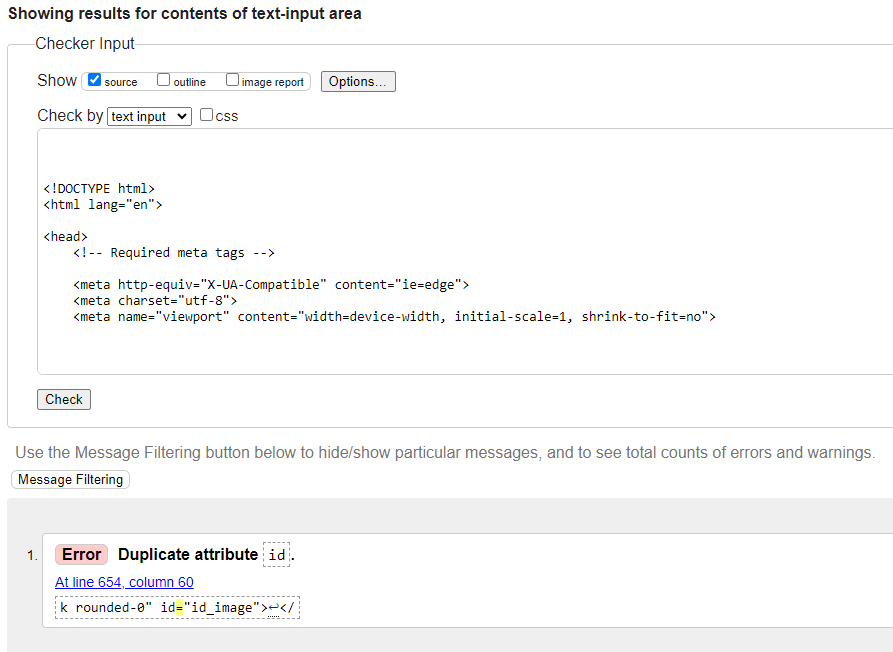 Showing results for contents of text-input area
Checker Input
Show source outline image report Options...
Check by text input css
<!DOCTYPE html>
<html lang="en">
<head>
<!-- Required meta tags -->
<meta http-equiv="X-UA-Compatible" content="ie=edge">
<meta charset="utf-8">
<meta name="viewport" content="width=device-width, initial-scale=1, shrink-to-fit=no">
Check
Use the Message Filtering button below to hide/show particular messages, and to see total counts of errors and warnings.
Message Filtering
1. Error Duplicate attribute id.
At line 654, column 60
k rounded-0" id="id_image">↩</